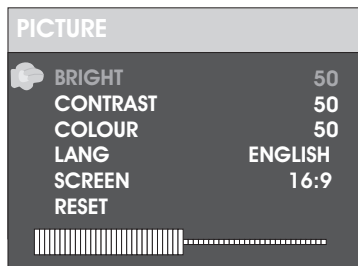 PICTURE
BRIGHT 50
CONTRAST 50
COLOUR 50
LANG ENGLISH
SCREEN 16:9
RESET